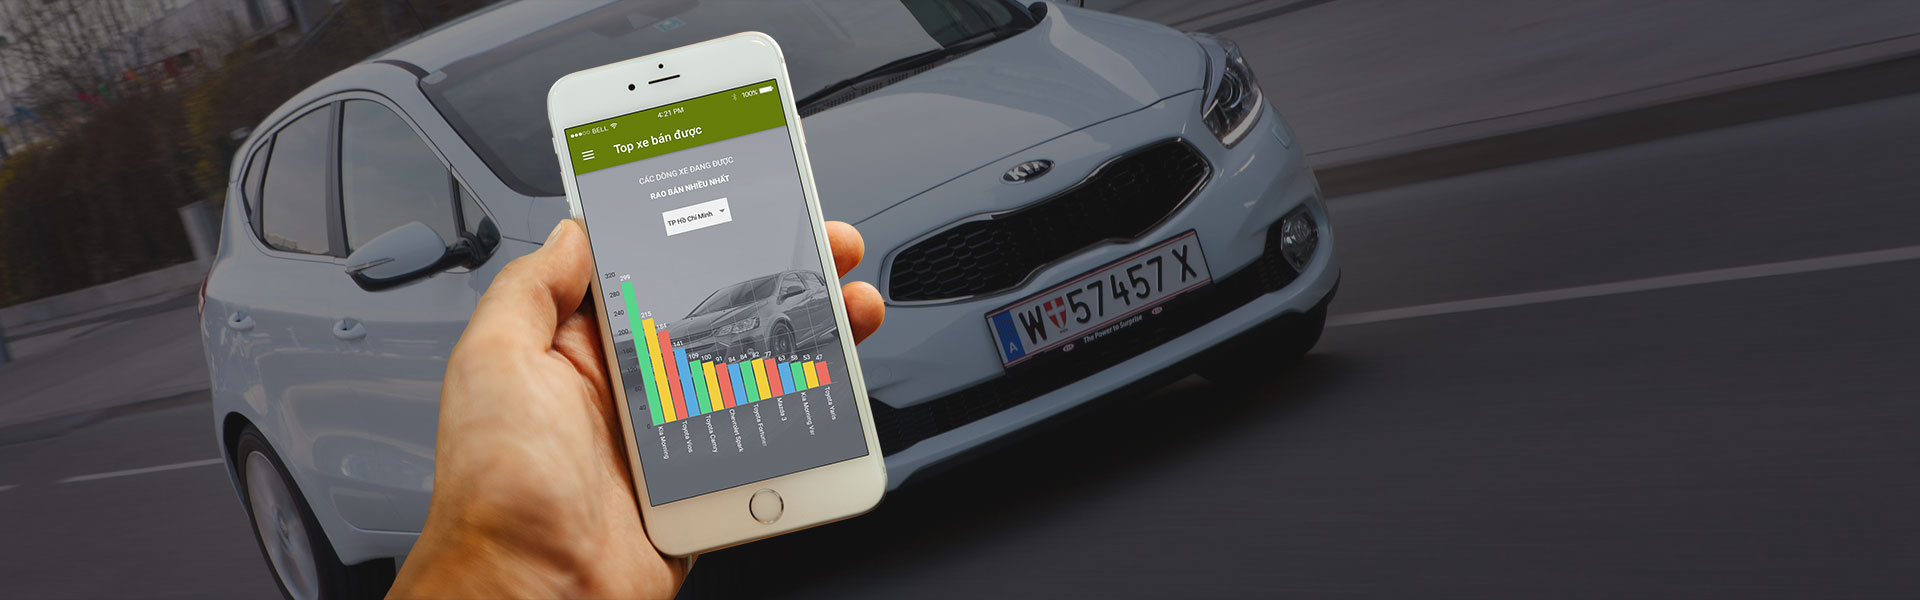 ●●●○○ BELL
4:21 PM
100%
Top xe bán được
CÁC DÒNG XE ĐANG ĐƯỢC
RAO BÁN NHIỀU NHẤT
TP Hồ Chí Minh
320
280
240
200
160
80
40
0
299
215
184
141
109
100
91
84
84
82
77
63
58
53
47
Kia Morning
Toyota Vios
Toyota Camry
Chevrolet Spark
Toyota Fortuner
Mazda 3
Kia Morning Van
Toyota Yaris
KIA
A W 57457 X
KIA The Power to Surprise KIA